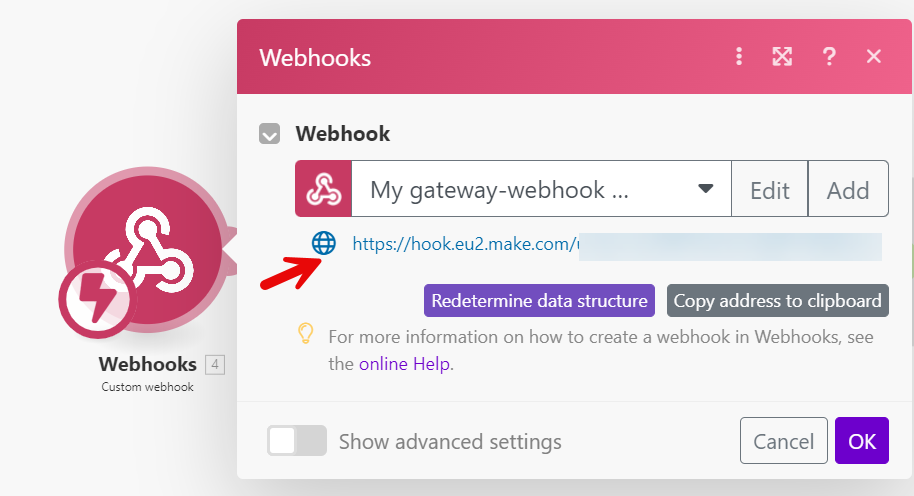 Webhooks
Webhook
My gateway-webhook ...
Edit
Add
https://hook.eu2.make.com/
Redetermine data structure
Copy address to clipboard
For more information on how to create a webhook in Webhooks, see
the online Help.
Webhooks 4
Custom webhook
Show advanced settings
Cancel
OK